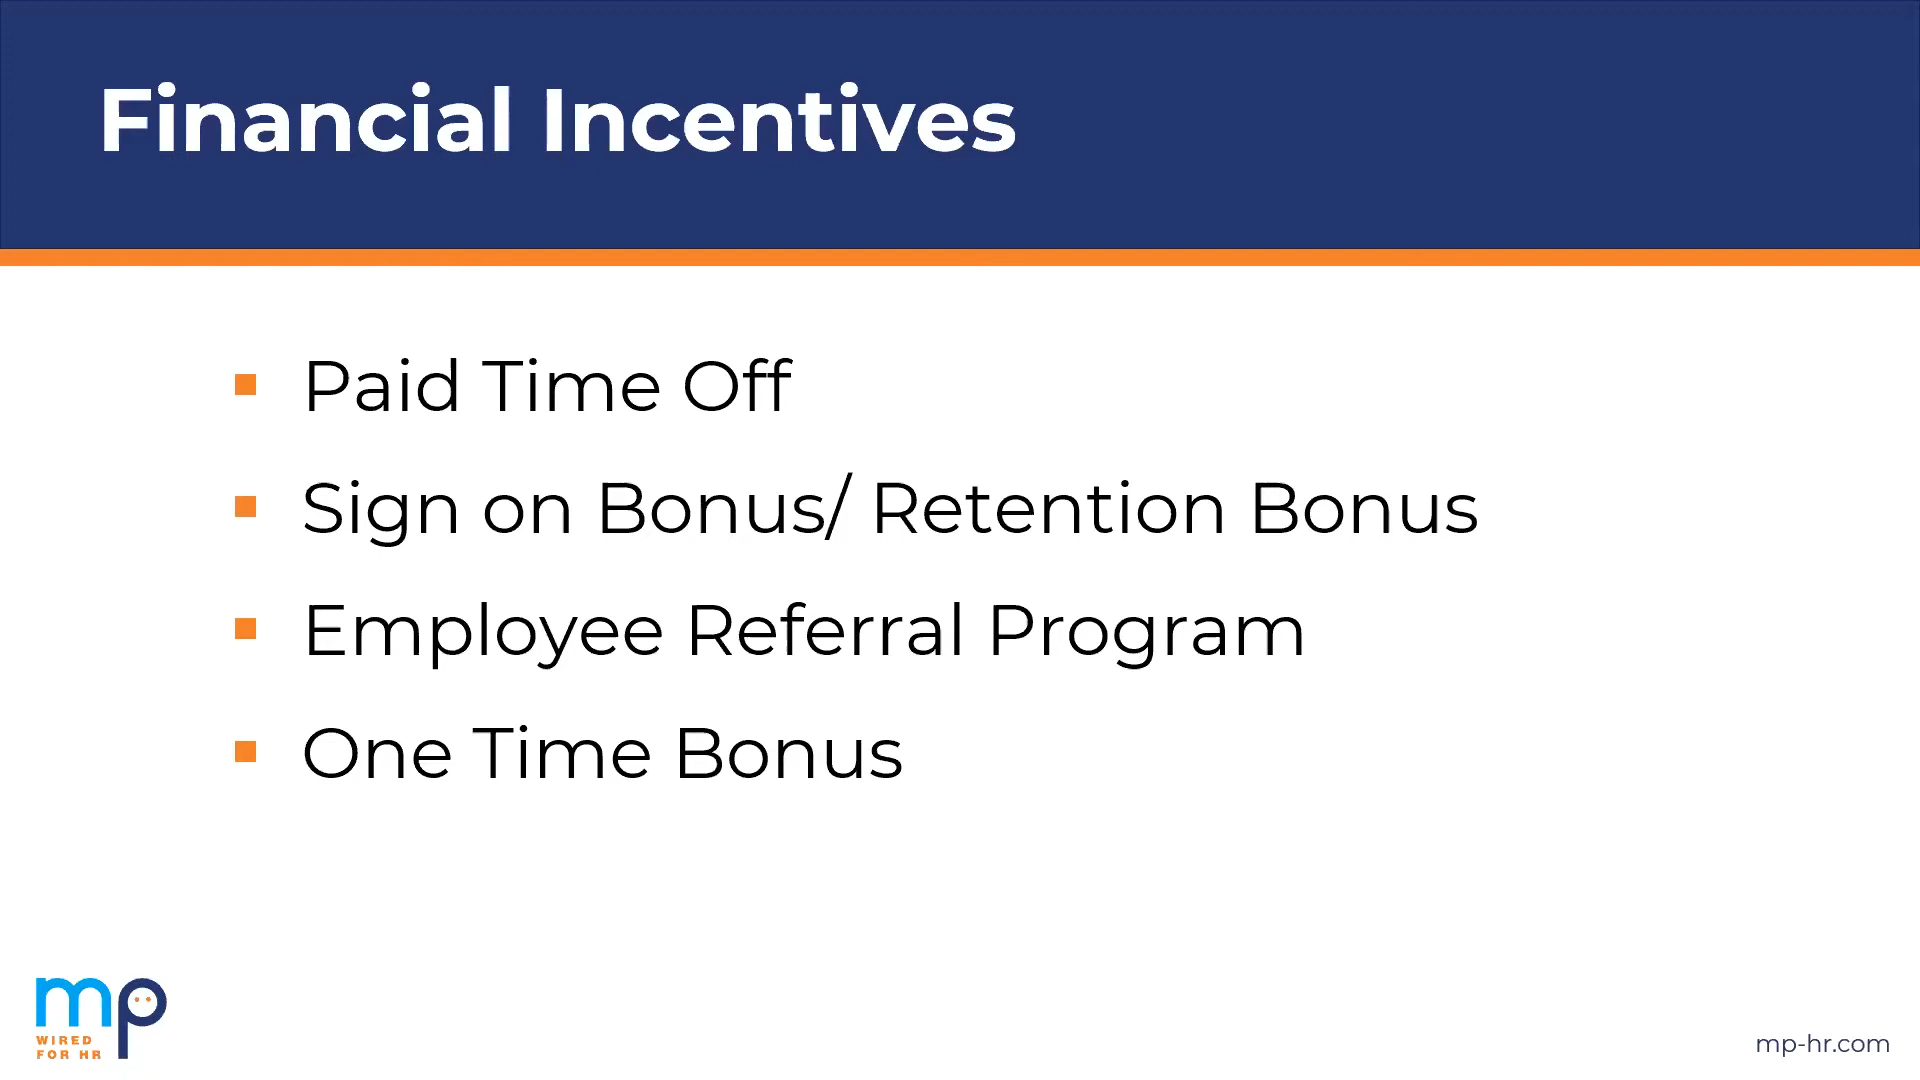 Financial Incentives
Paid Time Off
Sign on Bonus/ Retention Bonus
Employee Referral Program
One Time Bonus
mp
WIRED
FOR HR
mp-hr.com